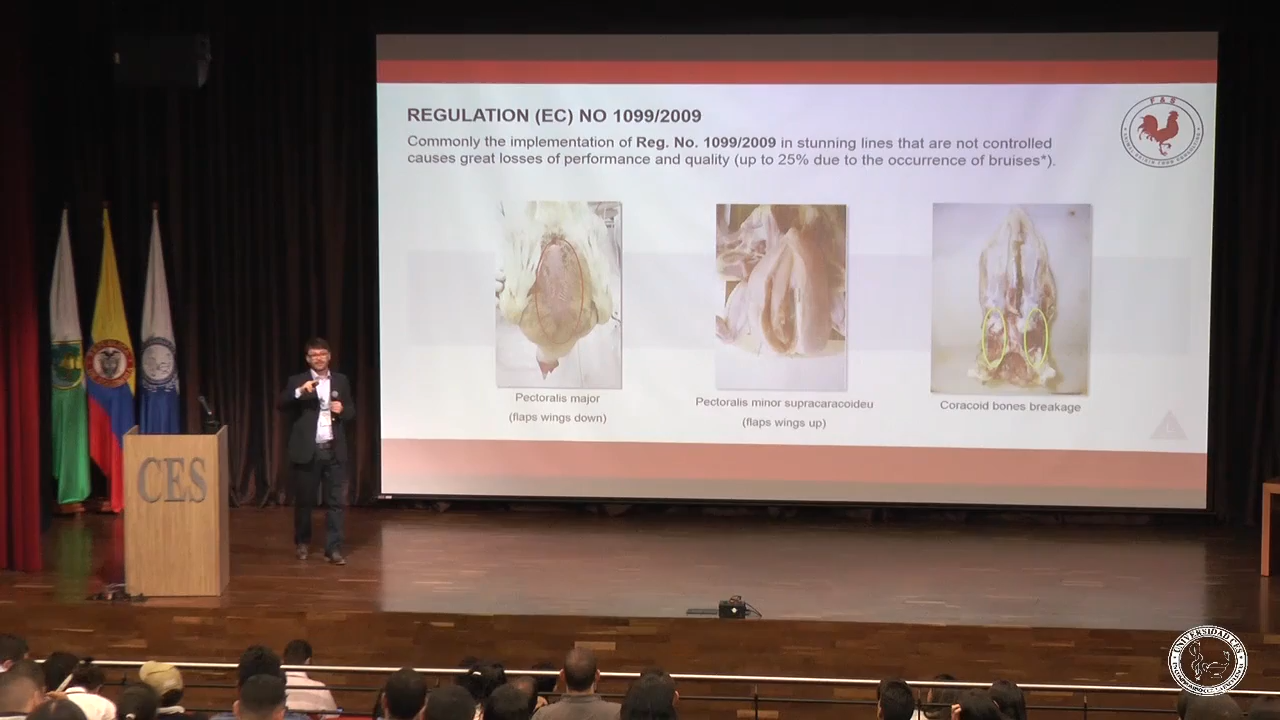 REGULATION (EC) NO 1099/2009
Commonly the implementation of Reg. No. 1099/2009 in stunning lines that are not controlled
causes great losses of performance and quality (up to 25% due to the occurrence of bruises*).
F & S
Pectoralis major
(flaps wings down)
Pectoralis minor supracaracoideu
(flaps wings up)
Coracoid bones breakage
CES
UNIVERSIDAD CES